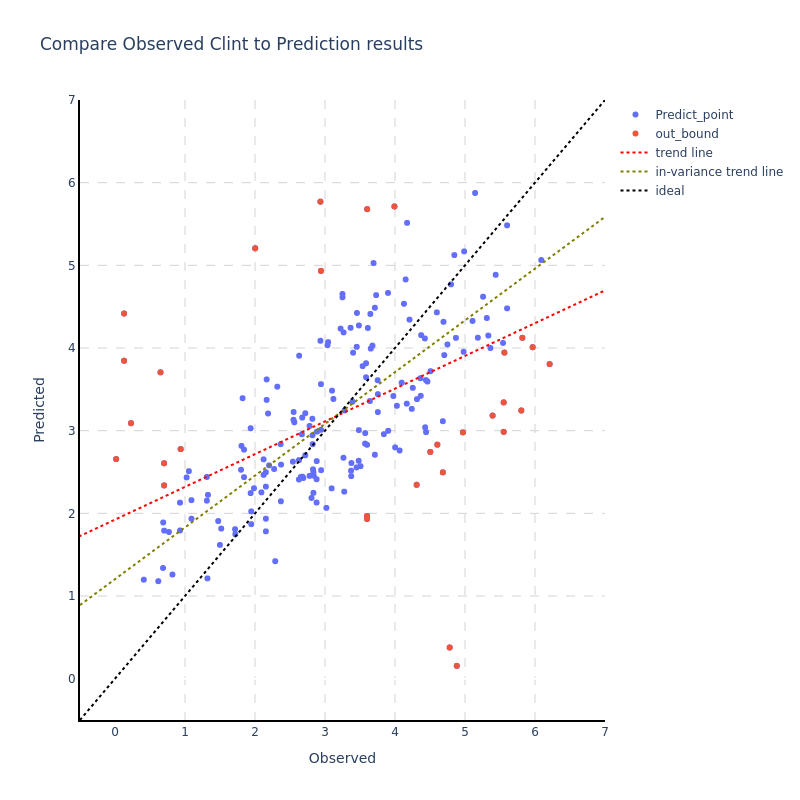 Compare Observed Clint to Prediction results
Predict_point
out_bound
trend line
in-variance trend line
ideal
7
6
5
4
3
2
1
0
Predicted
0 1 2 3 4 5 6 7
Observed